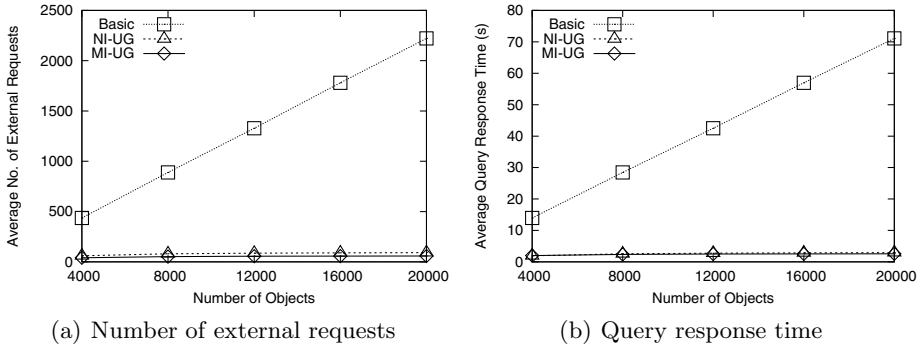 Average No. of External Requests
2500
2000
1500
1000
500
0
Basic
NI-UG
MI-UG
4000
8000
12000
16000
20000
Number of Objects
(a) Number of external requests
Average Query Response Time (s)
80
70
60
50
40
30
20
10
0
Basic
NI-UG
MI-UG
4000
8000
12000
16000
20000
Number of Objects
(b) Query response time